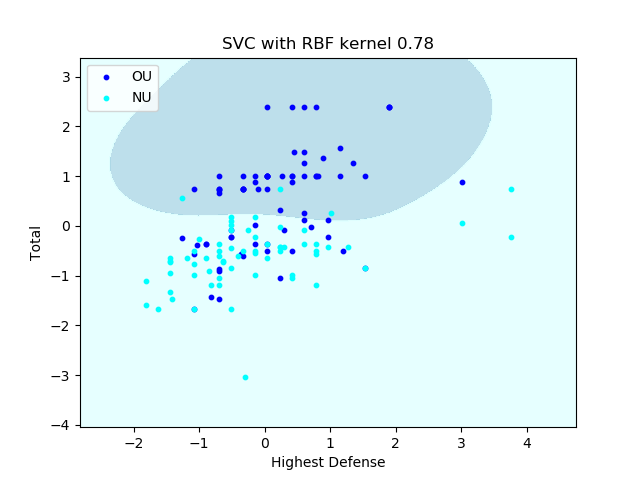 SVC with RBF kernel 0.78
OU
NU
3
2
1
0
−1
−2
−3
−4
Total
−2 −1 0 1 2 3 4
Highest Defense